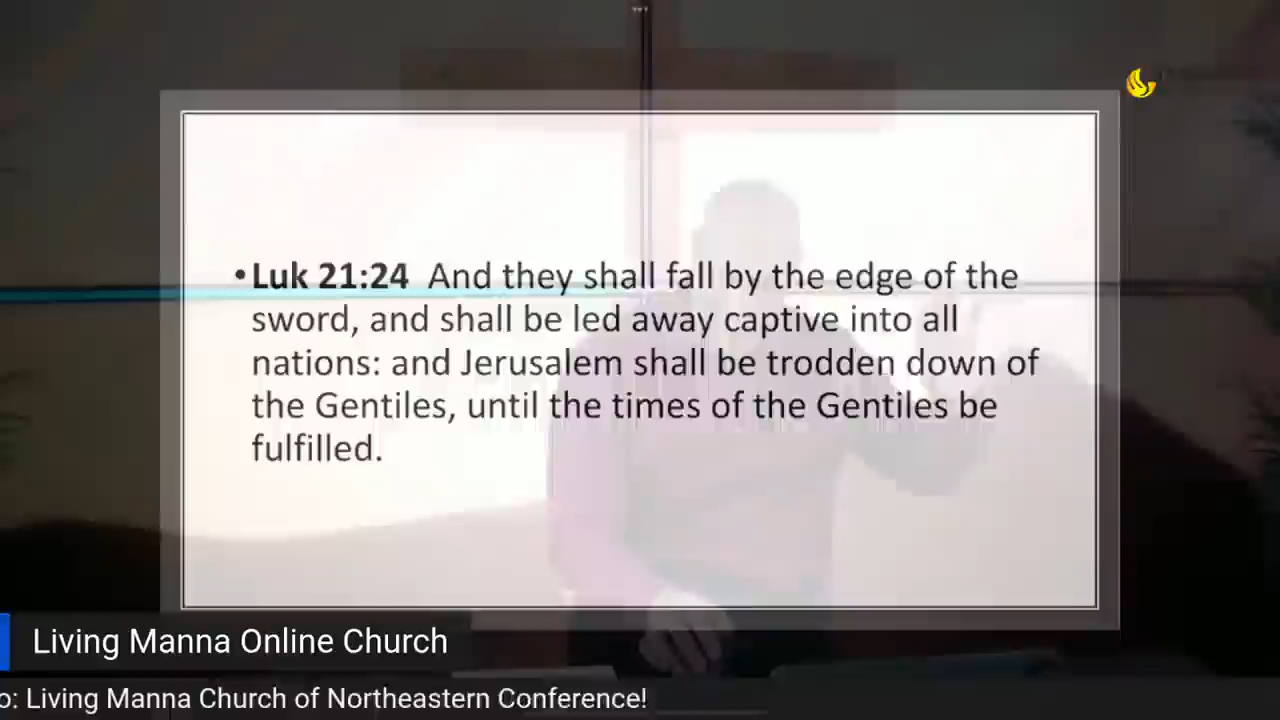 •Luk 21:24 And they shall fall by the edge of the
sword, and shall be led away captive into all
nations: and Jerusalem shall be trodden down of
the Gentiles, until the times of the Gentiles be
fulfilled.
Living Manna Online Church
o: Living Manna Church of Northeastern Conference!